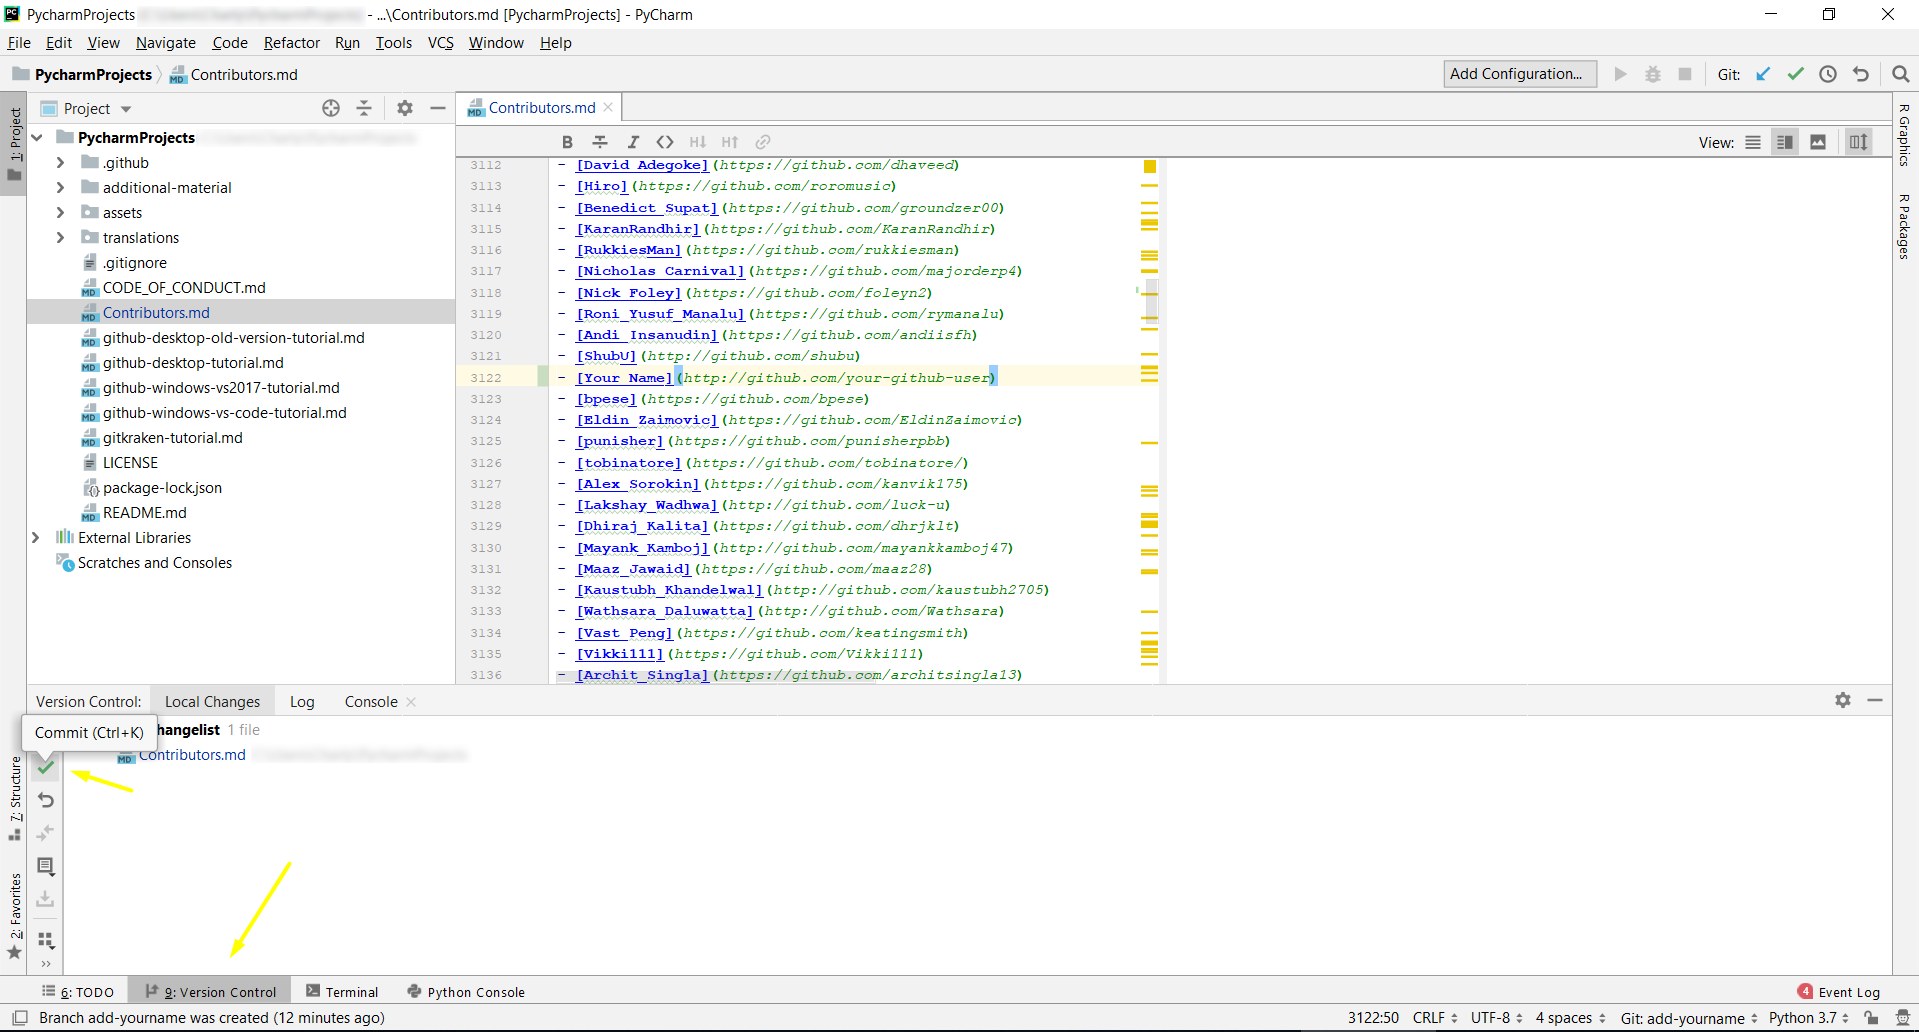 PycharmProjects - ...\Contributors.md [PycharmProjects] - PyCharm
File Edit View Navigate Code Refactor Run Tools VCS Window Help
PycharmProjects Contributors.md Add Configuration... Git:
1: Project
Project
Contributors.md
R Graphics
R Packages
B I H↓ H↑ View:
PycharmProjects
.github
additional-material
assets
translations
.gitignore
CODE_OF_CONDUCT.md
Contributors.md
github-desktop-old-version-tutorial.md
github-desktop-tutorial.md
github-windows-vs2017-tutorial.md
github-windows-vs-code-tutorial.md
gitkraken-tutorial.md
LICENSE
package-lock.json
README.md
External Libraries
Scratches and Consoles
3112 - [David Adegoke](https://github.com/dhaveed)
3113 - [Hiro](https://github.com/roromusic)
3114 - [Benedict Supat](https://github.com/groundzer00)
3115 - [KaranRandhir](https://github.com/KaranRandhir)
3116 - [RukkiesMan](https://github.com/rukkiesman)
3117 - [Nicholas Carnival](https://github.com/majorderp4)
3118 - [Nick Foley](https://github.com/foleyn2)
3119 - [Roni Yusuf Manalu](https://github.com/rymanalu)
3120 - [Andi Insanudin](https://github.com/andiisfh)
3121 - [ShubU](http://github.com/shubu)
3122 - [Your Name](http://github.com/your-github-user)
3123 - [bpese](https://github.com/bpese)
3124 - [Eldin Zaimovic](https://github.com/EldinZaimovic)
3125 - [punisher](https://github.com/punisherpbb)
3126 - [tobinatore](https://github.com/tobinatore/)
3127 - [Alex Sorokin](https://github.com/kanvik175)
3128 - [Lakshay Wadhwa](http://github.com/luck-u)
3129 - [Dhiraj Kalita](https://github.com/dhrjklt)
3130 - [Mayank Kamboj](http://github.com/mayankkamboj47)
3131 - [Maaz Jawaid](https://github.com/maaz28)
3132 - [Kaustubh Khandelwal](http://github.com/kaustubh2705)
3133 - [Wathsara Daluwatta](http://github.com/Wathsara)
3134 - [Vast Peng](https://github.com/keatingsmith)
3135 - [Vikki111](https://github.com/Vikki111)
3136 - [Archit Singla](https://github.com/architsingla13)
Version Control: Local Changes Log Console
Commit (Ctrl+K)
hangelist 1 file
Contributors.md
7: Structure
2: Favorites
6: TODO 9: Version Control Terminal Python Console 4 Event Log
Branch add-yourname was created (12 minutes ago) 3122:50 CRLF UTF-8 4 spaces Git: add-yourname Python 3.7